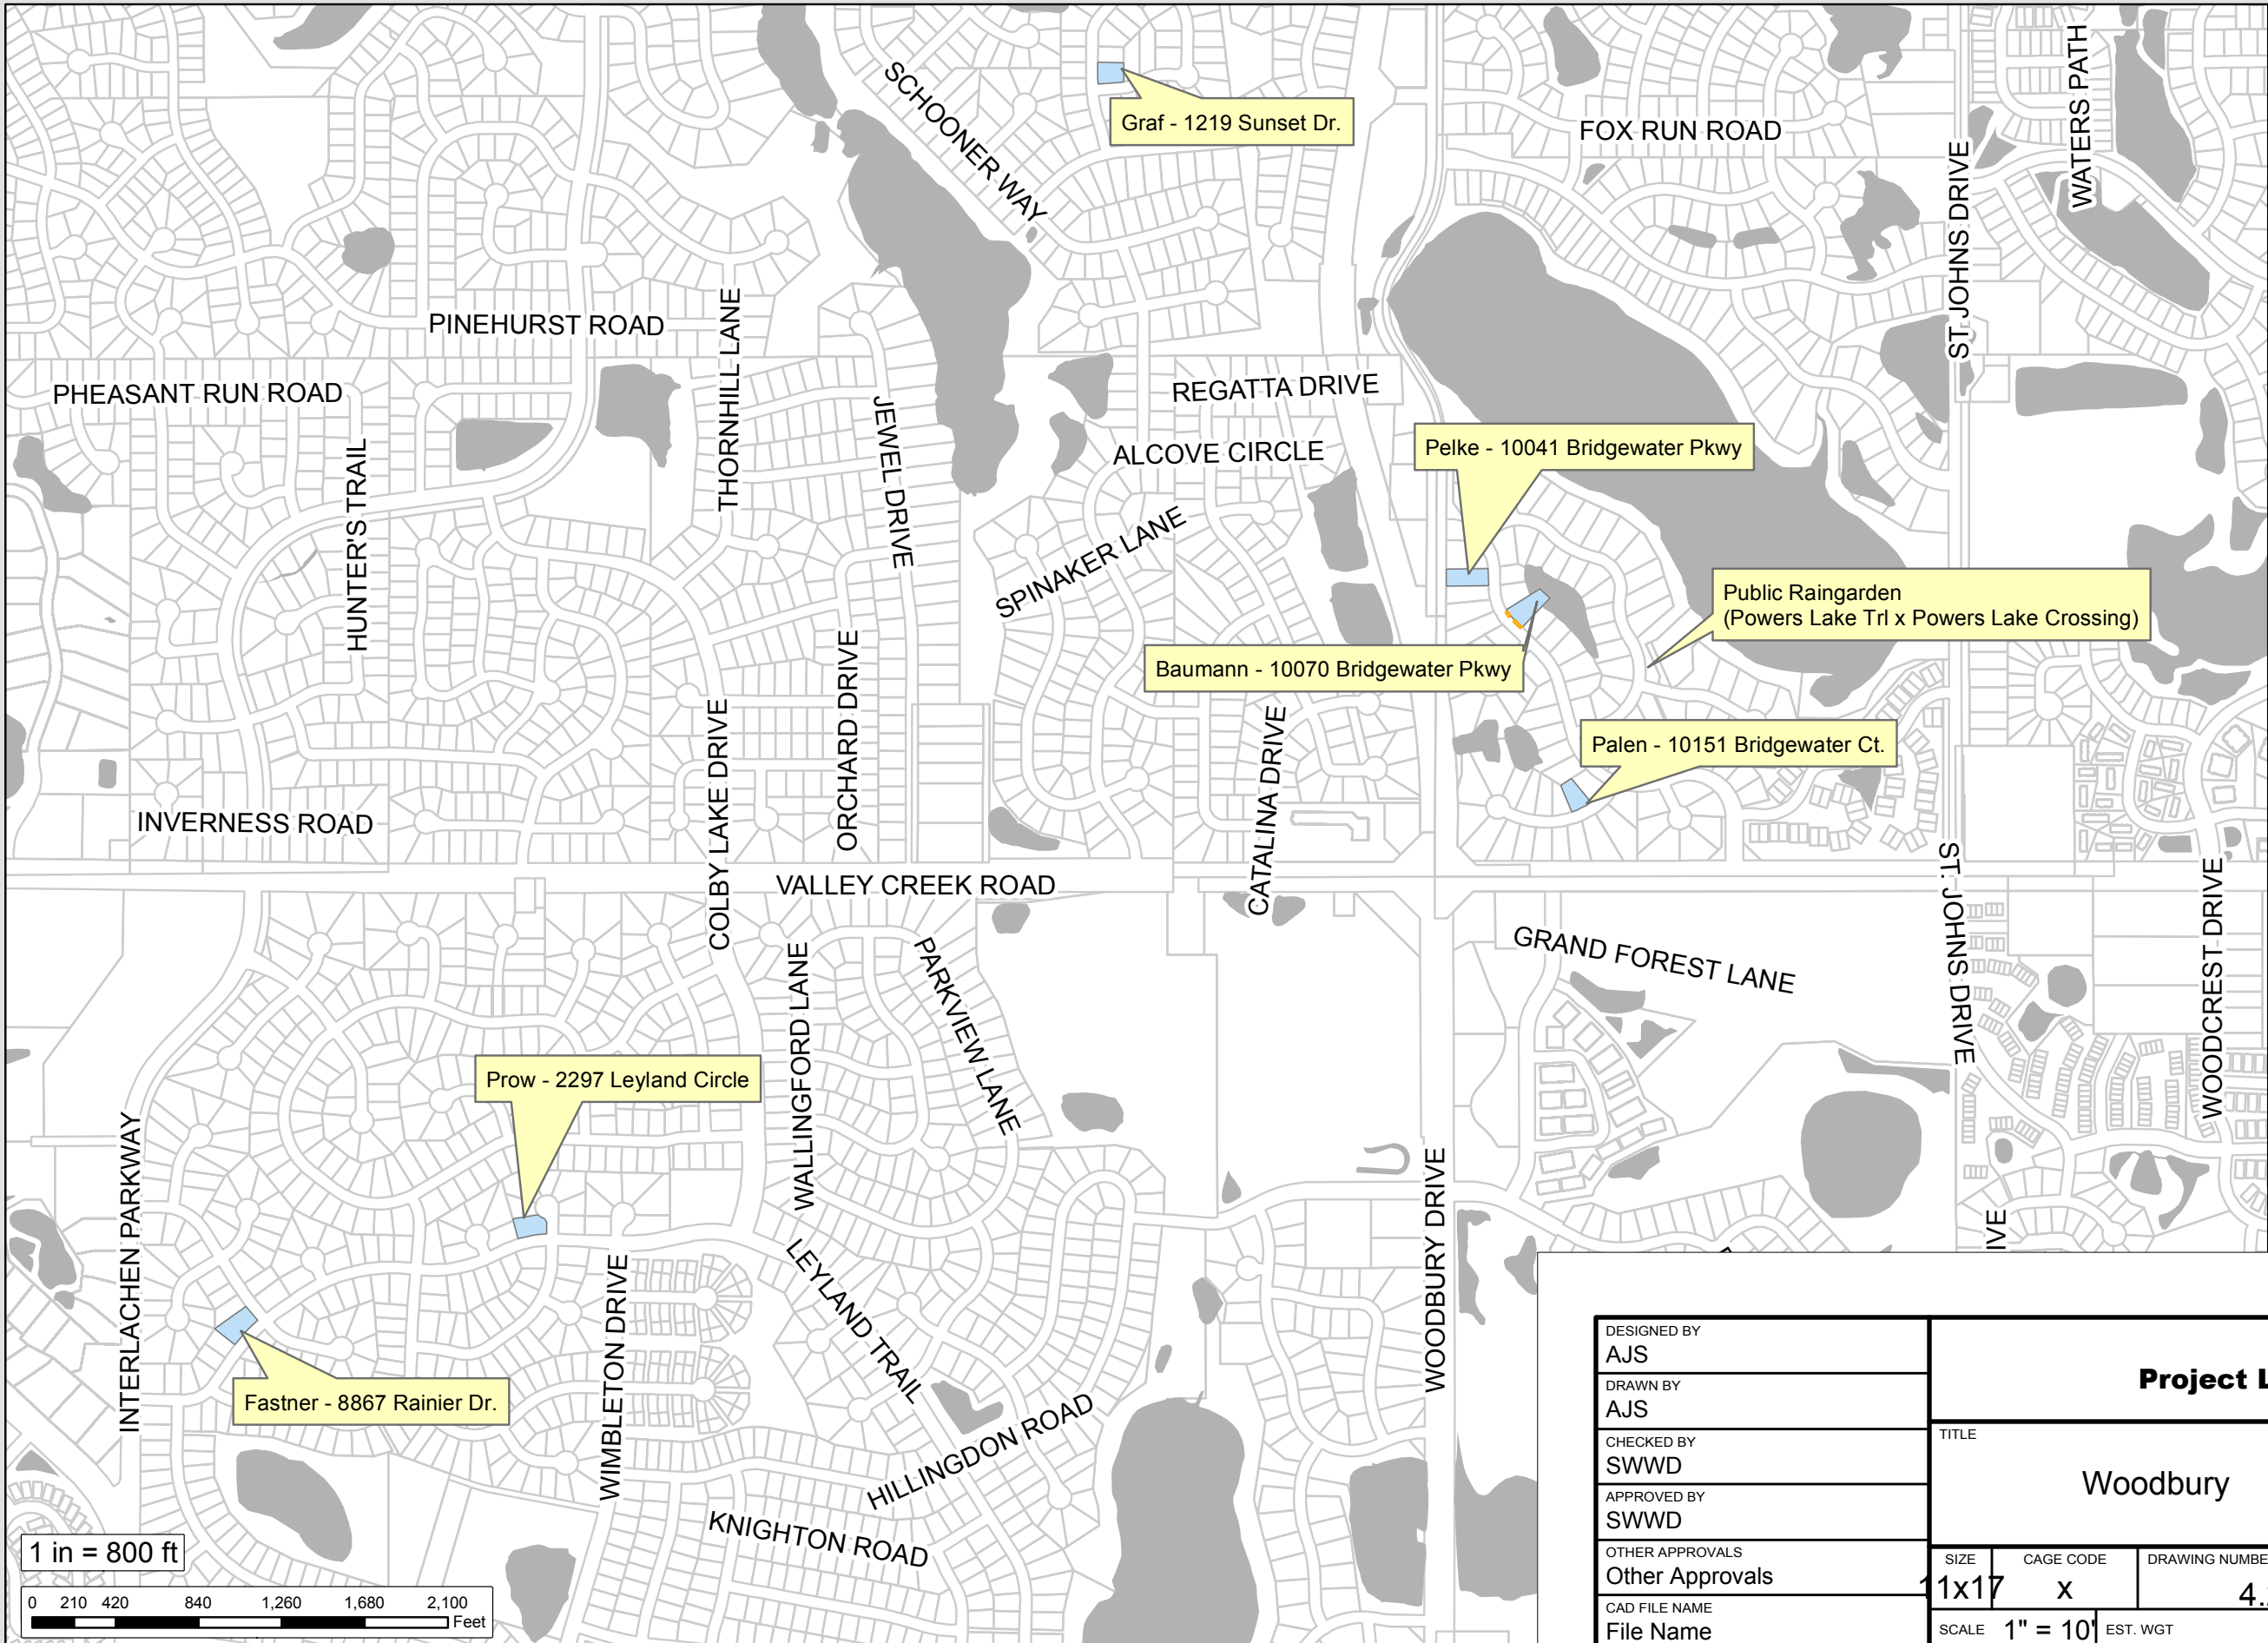 WATERS PATH
SCHOONER WAY
Graf - 1219 Sunset Dr.
FOX RUN ROAD
ST JOHNS DRIVE
PINEHURST ROAD
THORNHILL LANE
PHEASANT RUN ROAD
REGATTA DRIVE
JEWEL DRIVE
HUNTER'S TRAIL
ALCOVE CIRCLE
Pelke - 10041 Bridgewater Pkwy
SPINAKER LANE
Public Raingarden
(Powers Lake Trl x Powers Lake Crossing)
Baumann - 10070 Bridgewater Pkwy
ORCHARD DRIVE
COLBY LAKE DRIVE
CATALINA DRIVE
Palen - 10151 Bridgewater Ct.
INVERNESS ROAD
VALLEY CREEK ROAD
ST. JOHNS DRIVE
WOODCREST DRIVE
GRAND FOREST LANE
WALLINGFORD LANE
PARKVIEW LANE
Prow - 2297 Leyland Circle
INTERLACHEN PARKWAY
WOODBURY DRIVE
IVE
LEYLAND TRAIL
WIMBLETON DRIVE
Fastner - 8867 Rainier Dr.
HILLINGDON ROAD
KNIGHTON ROAD
1 in = 800 ft
0 210 420 840 1,260 1,680 2,100
Feet
DESIGNED BY
AJS
DRAWN BY
AJS
CHECKED BY
SWWD
APPROVED BY
SWWD
OTHER APPROVALS
Other Approvals
CAD FILE NAME
File Name
Project L
TITLE
Woodbury
SIZE CAGE CODE DRAWING NUMBE
11x17 x 4.
SCALE 1" = 10' EST. WGT